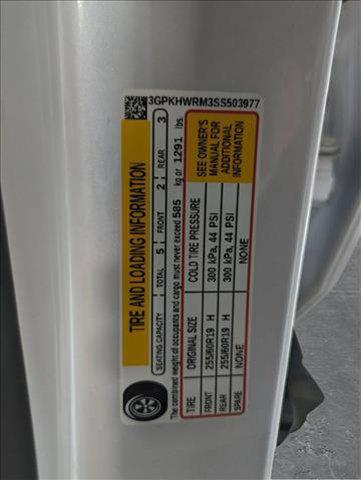 3GPKHWRM3SS503977
TIRE AND LOADING INFORMATION
SEATING CAPACITY TOTAL 5 FRONT 2 REAR 3
The combined weight of occupants and cargo must never exceed 585 kg or 1291 lbs.
TIRE ORIGINAL SIZE COLD TIRE PRESSURE
FRONT 255/60R19 H 300 kPa, 44 PSI
REAR 255/60R19 H 300 kPa, 44 PSI
SPARE NONE NONE
SEE OWNER'S
MANUAL FOR
ADDITIONAL
INFORMATION